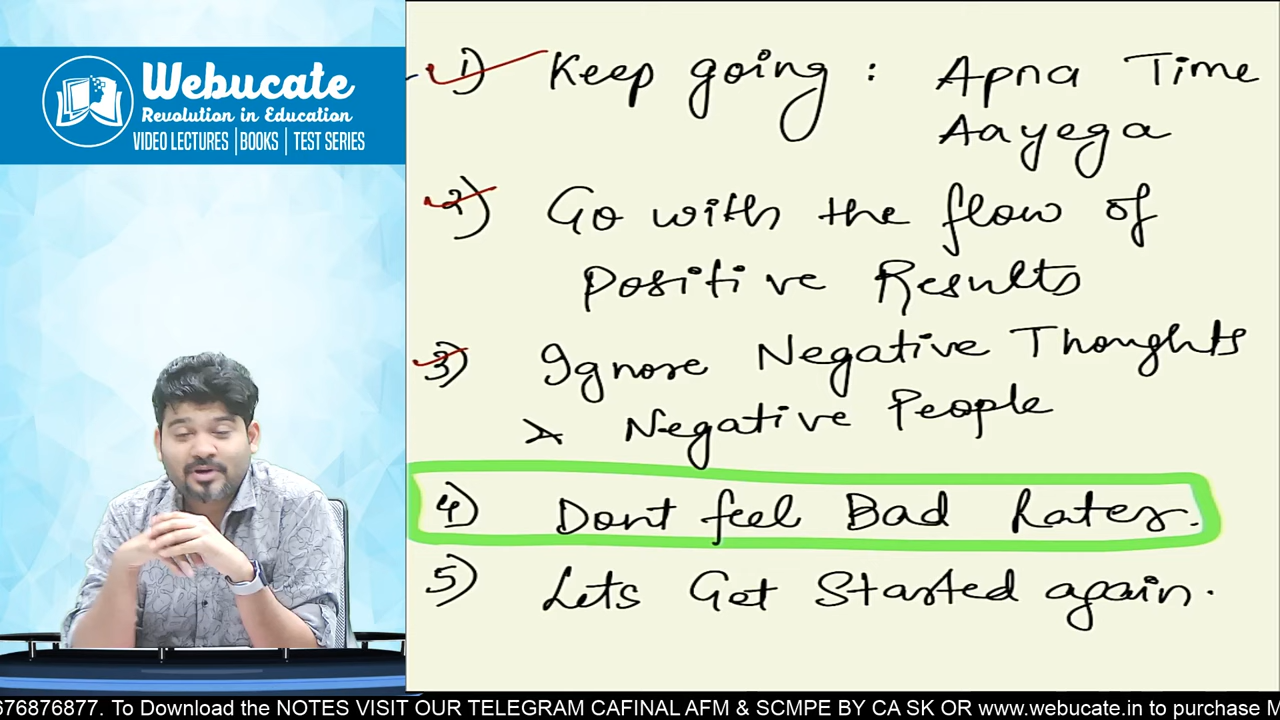 Webucate
Revolution in Education
VIDEO LECTURES | BOOKS | TEST SERIES
1) Keep going : Apna Time
Aayega
2) Go with the flow of
Positive Results
3) Ignore Negative Thoughts
& Negative People
4) Dont feel Bad later.
5) Lets Get Started again.
676876877. To Download the NOTES VISIT OUR TELEGRAM CAFINAL AFM & SCMPE BY CA SK OR www.webucate.in to purchase M